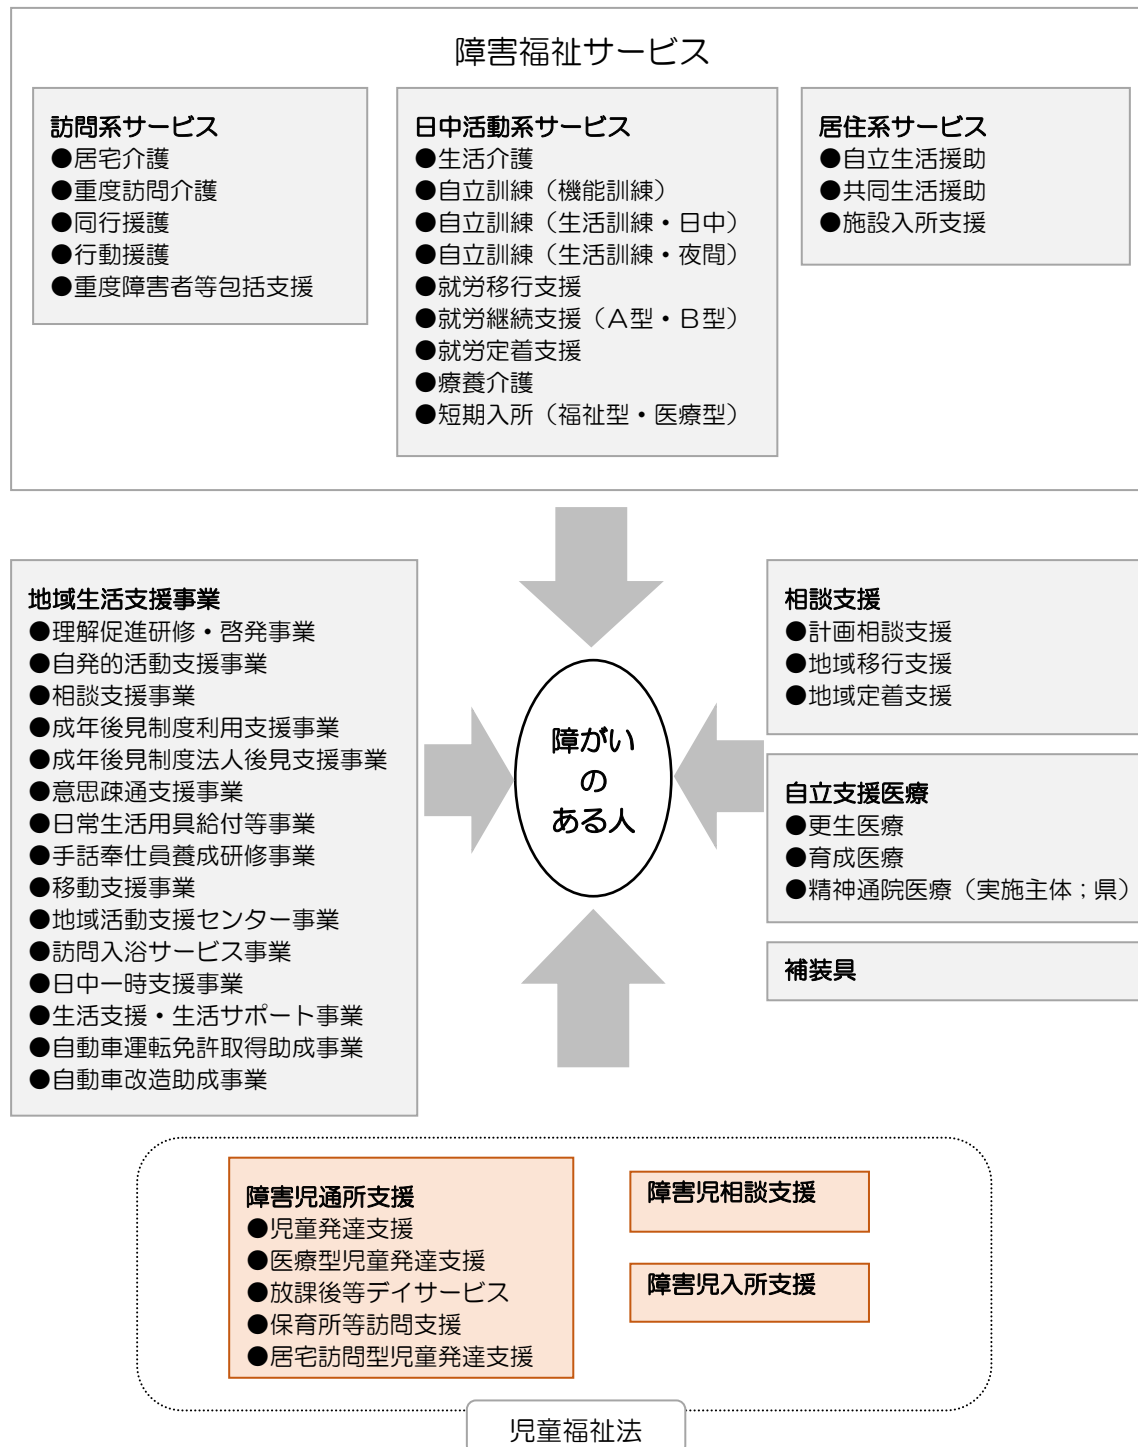 障害福祉サービス
訪問系サービス
●居宅介護
●重度訪問介護
●同行援護
●行動援護
●重度障害者等包括支援
日中活動系サービス
●生活介護
●自立訓練（機能訓練）
●自立訓練（生活訓練・日中）
●自立訓練（生活訓練・夜間）
●就労移行支援
●就労継続支援（Ａ型・Ｂ型）
●就労定着支援
●療養介護
●短期入所（福祉型・医療型）
居住系サービス
●自立生活援助
●共同生活援助
●施設入所支援
地域生活支援事業
●理解促進研修・啓発事業
●自発的活動支援事業
●相談支援事業
●成年後見制度利用支援事業
●成年後見制度法人後見支援事業
●意思疎通支援事業
●日常生活用具給付等事業
●手話奉仕員養成研修事業
●移動支援事業
●地域活動支援センター事業
●訪問入浴サービス事業
●日中一時支援事業
●生活支援・生活サポート事業
●自動車運転免許取得助成事業
●自動車改造助成事業
障がい
の
ある人
相談支援
●計画相談支援
●地域移行支援
●地域定着支援
自立支援医療
●更生医療
●育成医療
●精神通院医療（実施主体；県）
補装具
障害児通所支援
●児童発達支援
●医療型児童発達支援
●放課後等デイサービス
●保育所等訪問支援
●居宅訪問型児童発達支援
障害児相談支援
障害児入所支援
児童福祉法